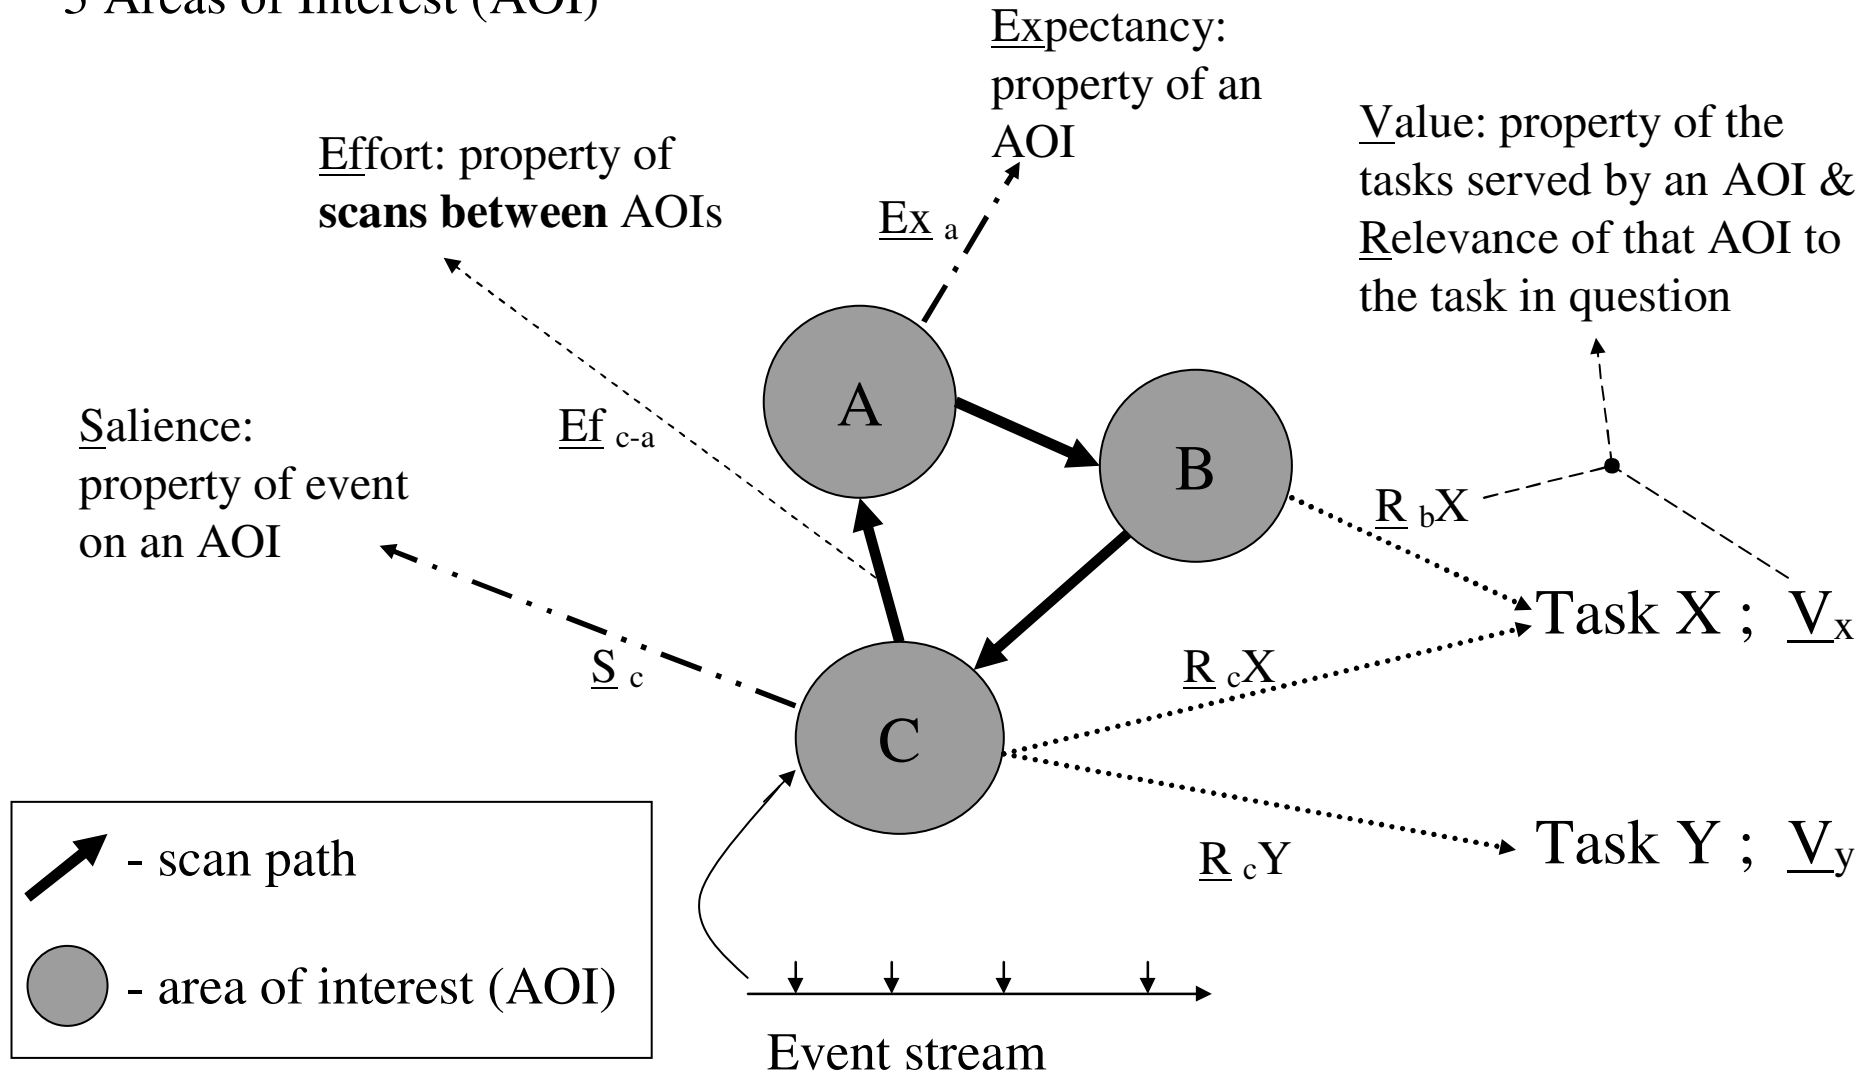 Areas of Interest (AOI)
Expectancy:
property of an
AOI
Effort: property of
scans between AOIs
Value: property of the
tasks served by an AOI &
Relevance of that AOI to
the task in question
Ex a
Salience:
property of event
on an AOI
Ef c-a
A
B
R bX
Task X ; Vx
S c
R cX
C
Task Y ; Vy
R cY
- scan path
- area of interest (AOI)
Event stream